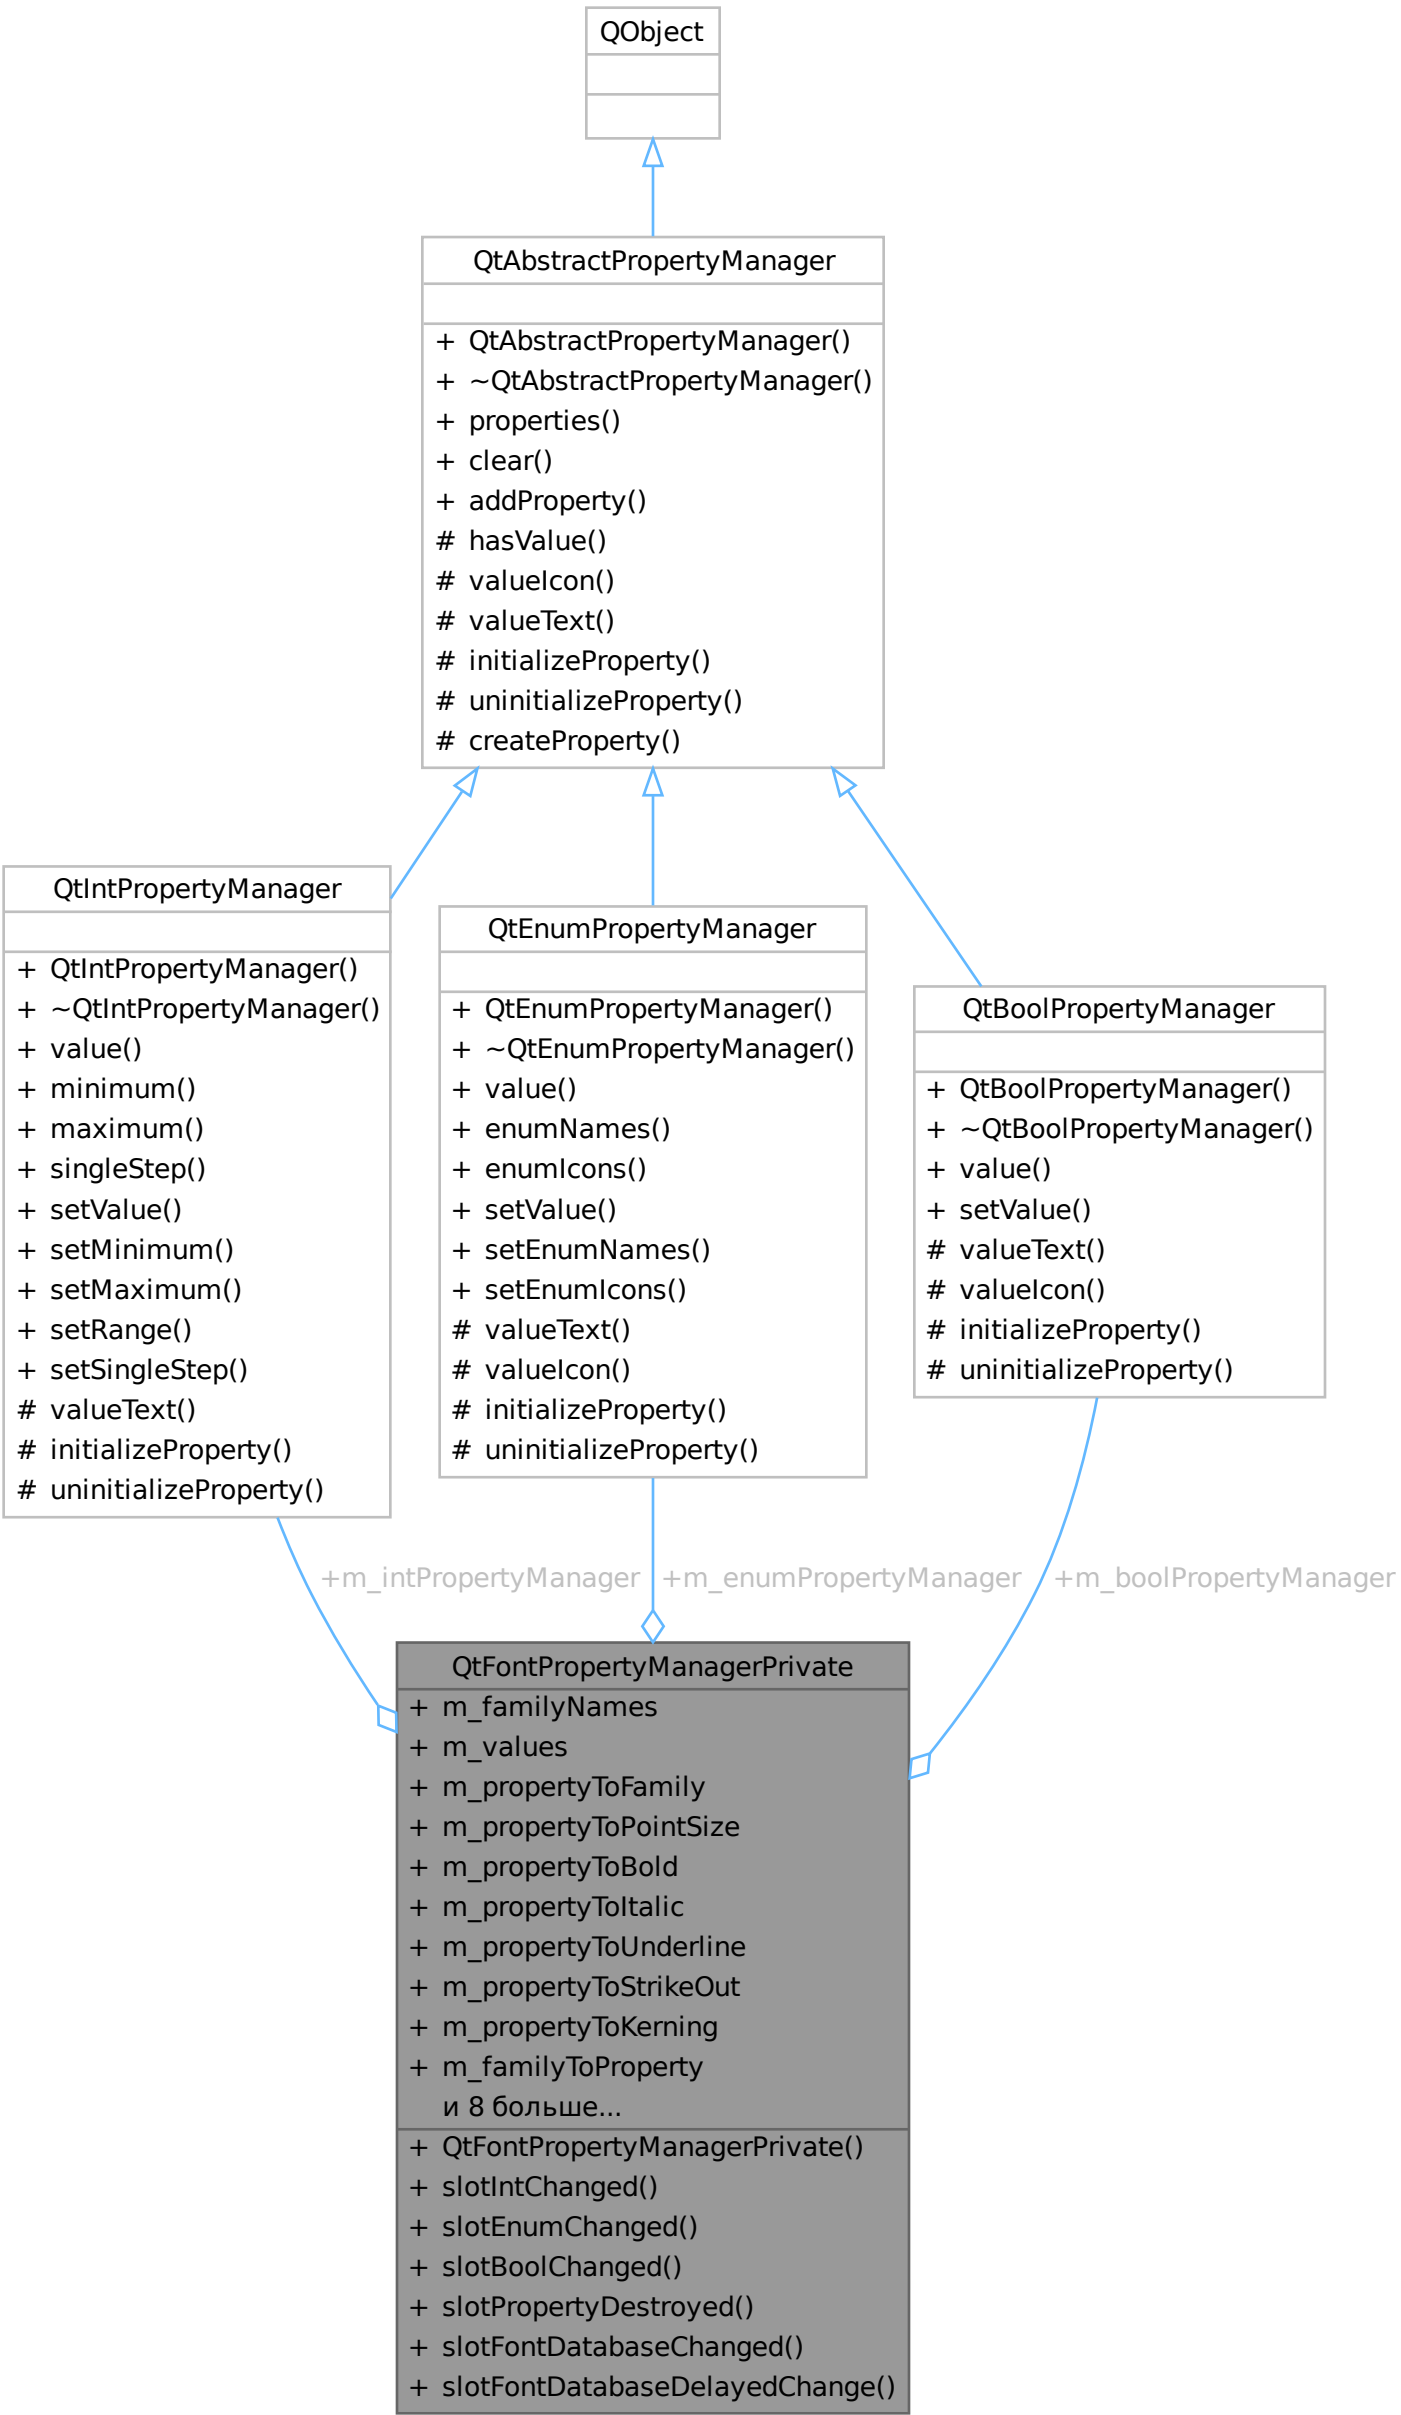 QObject
QtAbstractPropertyManager
+ QtAbstractPropertyManager()
+ ~QtAbstractPropertyManager()
+ properties()
+ clear()
+ addProperty()
# hasValue()
# valueIcon()
# valueText()
# initializeProperty()
# uninitializeProperty()
# createProperty()
QtIntPropertyManager
+ QtIntPropertyManager()
+ ~QtIntPropertyManager()
+ value()
+ minimum()
+ maximum()
+ singleStep()
+ setValue()
+ setMinimum()
+ setMaximum()
+ setRange()
+ setSingleStep()
# valueText()
# initializeProperty()
# uninitializeProperty()
QtEnumPropertyManager
+ QtEnumPropertyManager()
+ ~QtEnumPropertyManager()
+ value()
+ enumNames()
+ enumIcons()
+ setValue()
+ setEnumNames()
+ setEnumIcons()
# valueText()
# valueIcon()
# initializeProperty()
# uninitializeProperty()
QtBoolPropertyManager
+ QtBoolPropertyManager()
+ ~QtBoolPropertyManager()
+ value()
+ setValue()
# valueText()
# valueIcon()
# initializeProperty()
# uninitializeProperty()
+m_intPropertyManager
+m_enumPropertyManager
+m_boolPropertyManager
QtFontPropertyManagerPrivate
+ m_familyNames
+ m_values
+ m_propertyToFamily
+ m_propertyToPointSize
+ m_propertyToBold
+ m_propertyToItalic
+ m_propertyToUnderline
+ m_propertyToStrikeOut
+ m_propertyToKerning
+ m_familyToProperty
и 8 больше...
+ QtFontPropertyManagerPrivate()
+ slotIntChanged()
+ slotEnumChanged()
+ slotBoolChanged()
+ slotPropertyDestroyed()
+ slotFontDatabaseChanged()
+ slotFontDatabaseDelayedChange()